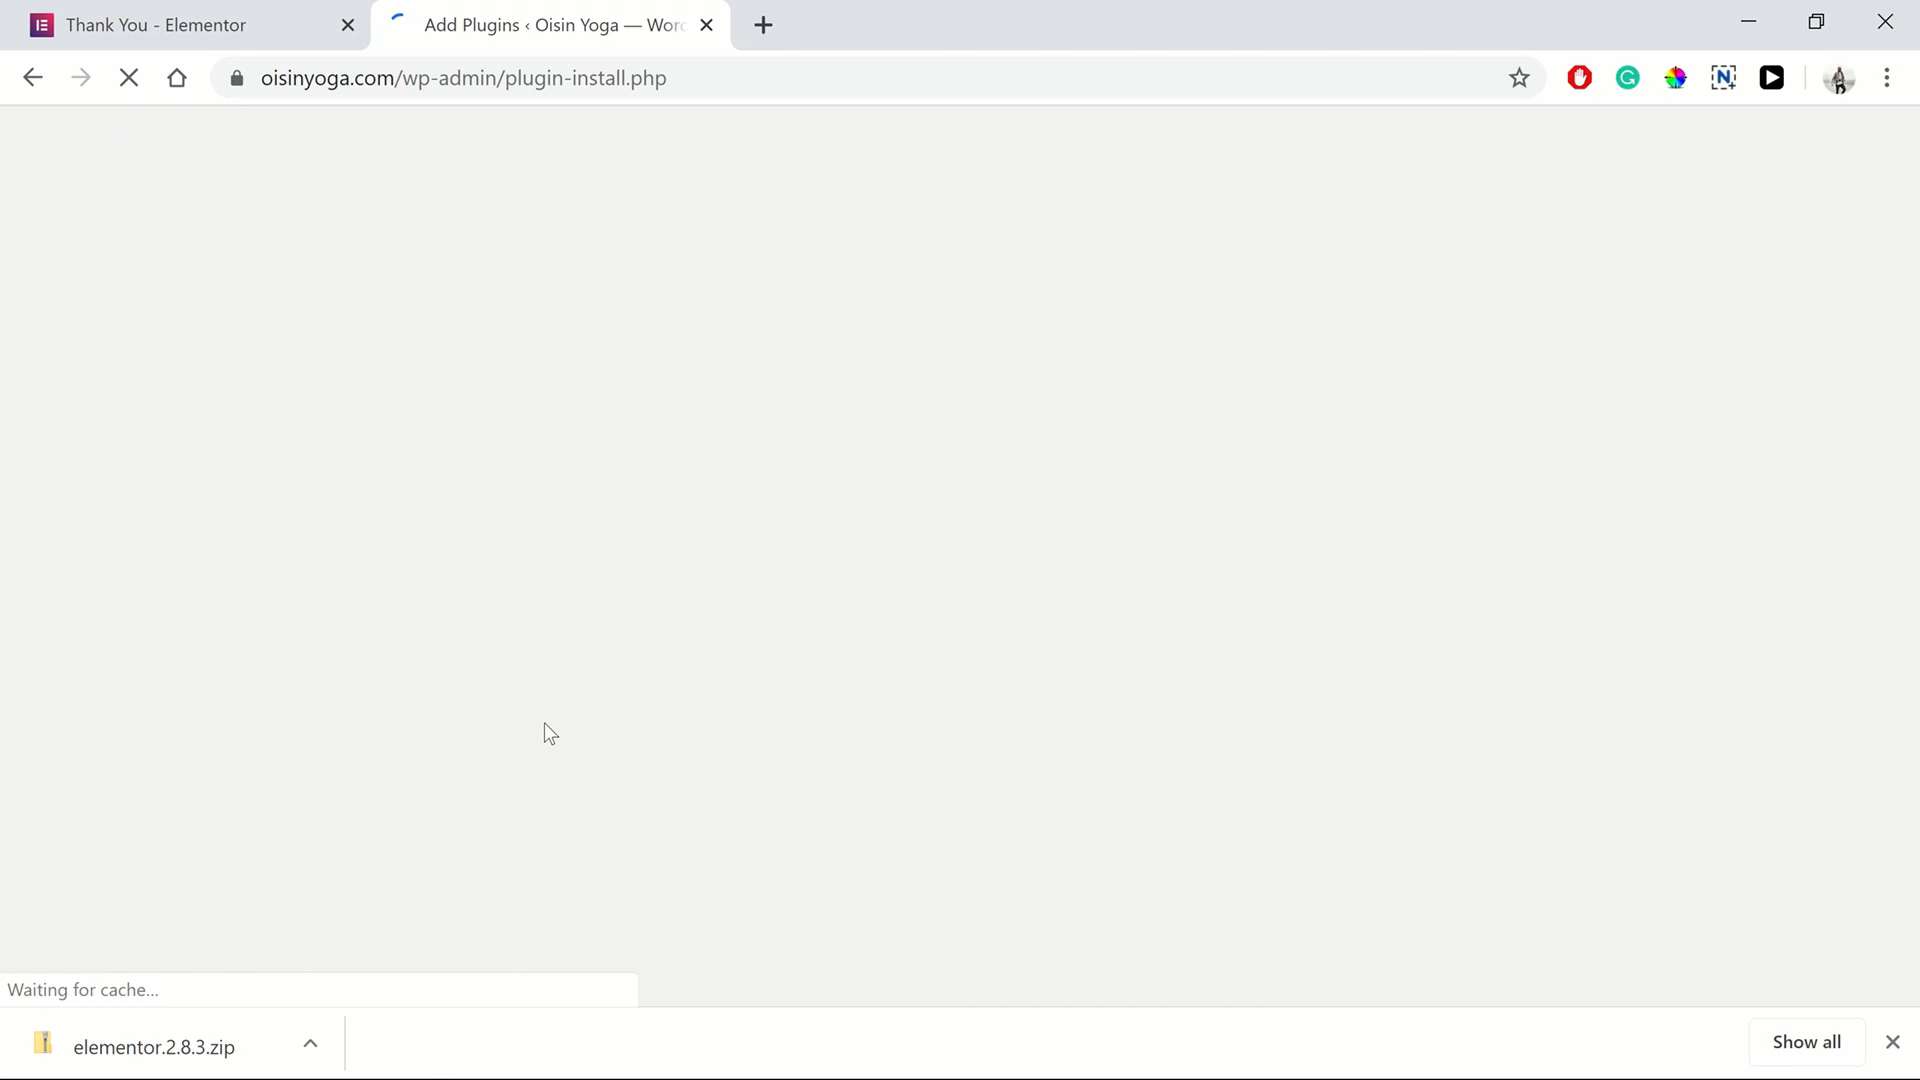 Thank You - Elementor
Add Plugins ‹ Oisin Yoga — Worc
oisinyoga.com/wp-admin/plugin-install.php
Waiting for cache...
elementor.2.8.3.zip
Show all